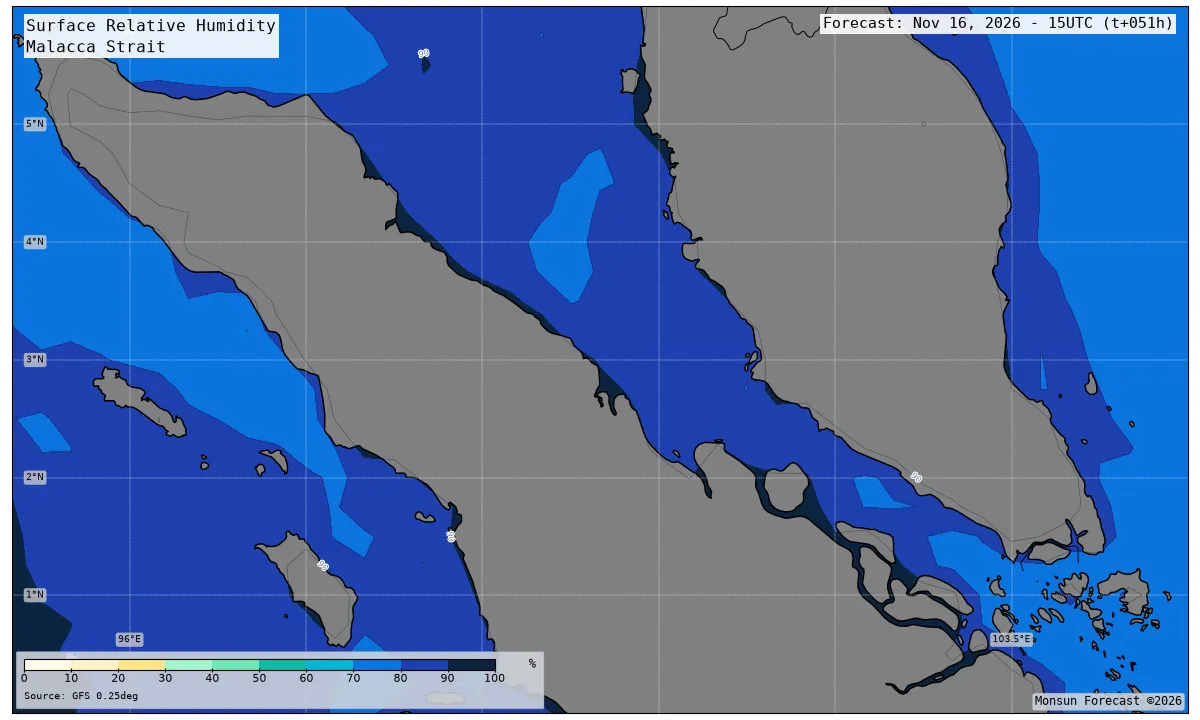 Surface Relative Humidity
Malacca Strait
Forecast: Nov 16, 2026 - 15UTC (t+051h)
90
5°N
4°N
3°N
2°N
90
90
90
1°N
96°E
103.5°E
%
0 10 20 30 40 50 60 70 80 90 100
Source: GFS 0.25deg
Monsun Forecast ©2026